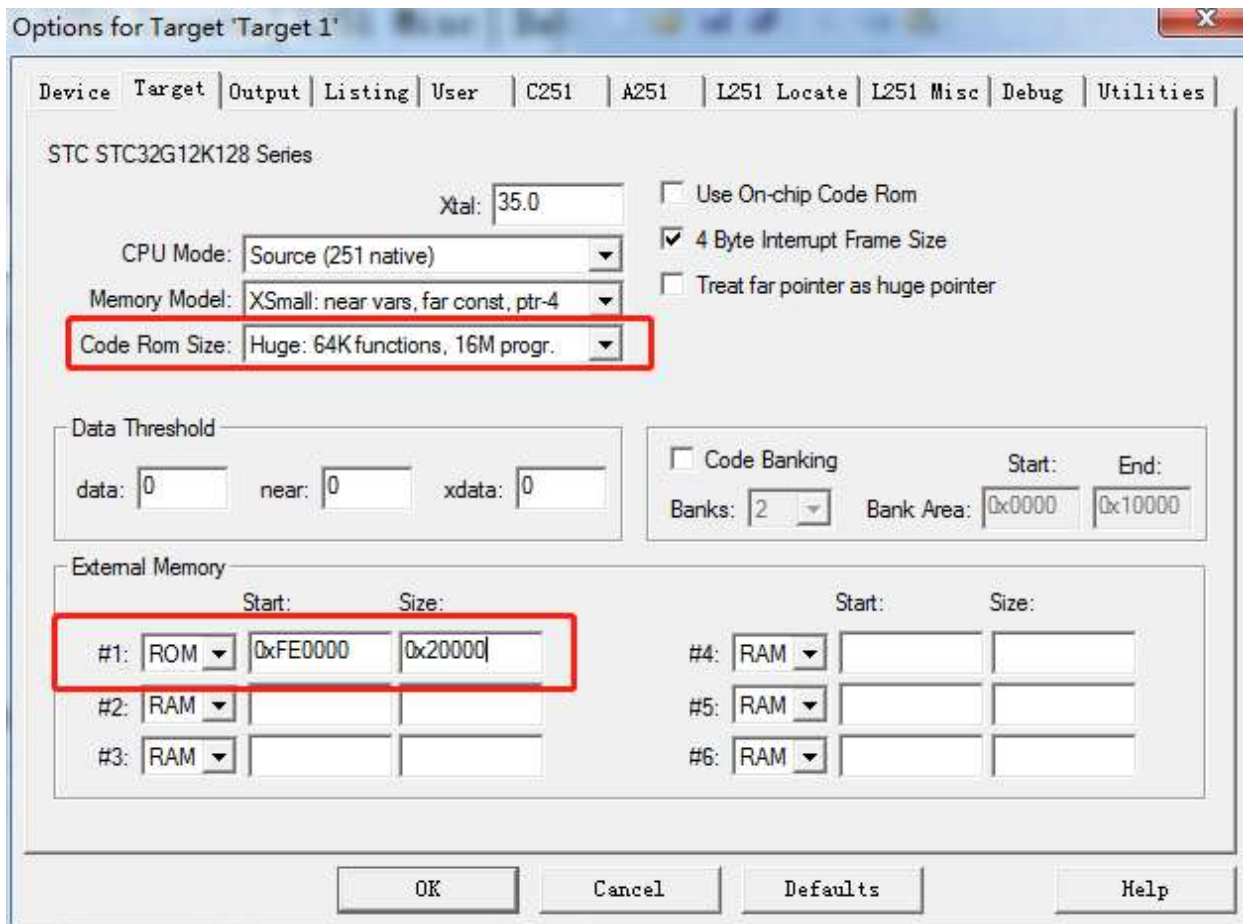 Options for Target 'Target 1'
Device Target Output Listing User C251 A251 L251 Locate L251 Misc Debug Utilities
STC STC32G12K128 Series
Xtal: 35.0
Use On-chip Code Rom
CPU Mode: Source (251 native)
4 Byte Interrupt Frame Size
Memory Model: XSmall: near vars, far const, ptr-4
Treat far pointer as huge pointer
Code Rom Size: Huge: 64K functions, 16M progr.
Data Threshold
data: 0 near: 0 xdata: 0
Code Banking Start: End:
Banks: 2 Bank Area: 0x0000 0x10000
External Memory
Start: Size: Start: Size:
#1: ROM 0xFE0000 0x20000 #4: RAM
#2: RAM #5: RAM
#3: RAM #6: RAM
OK Cancel Defaults Help